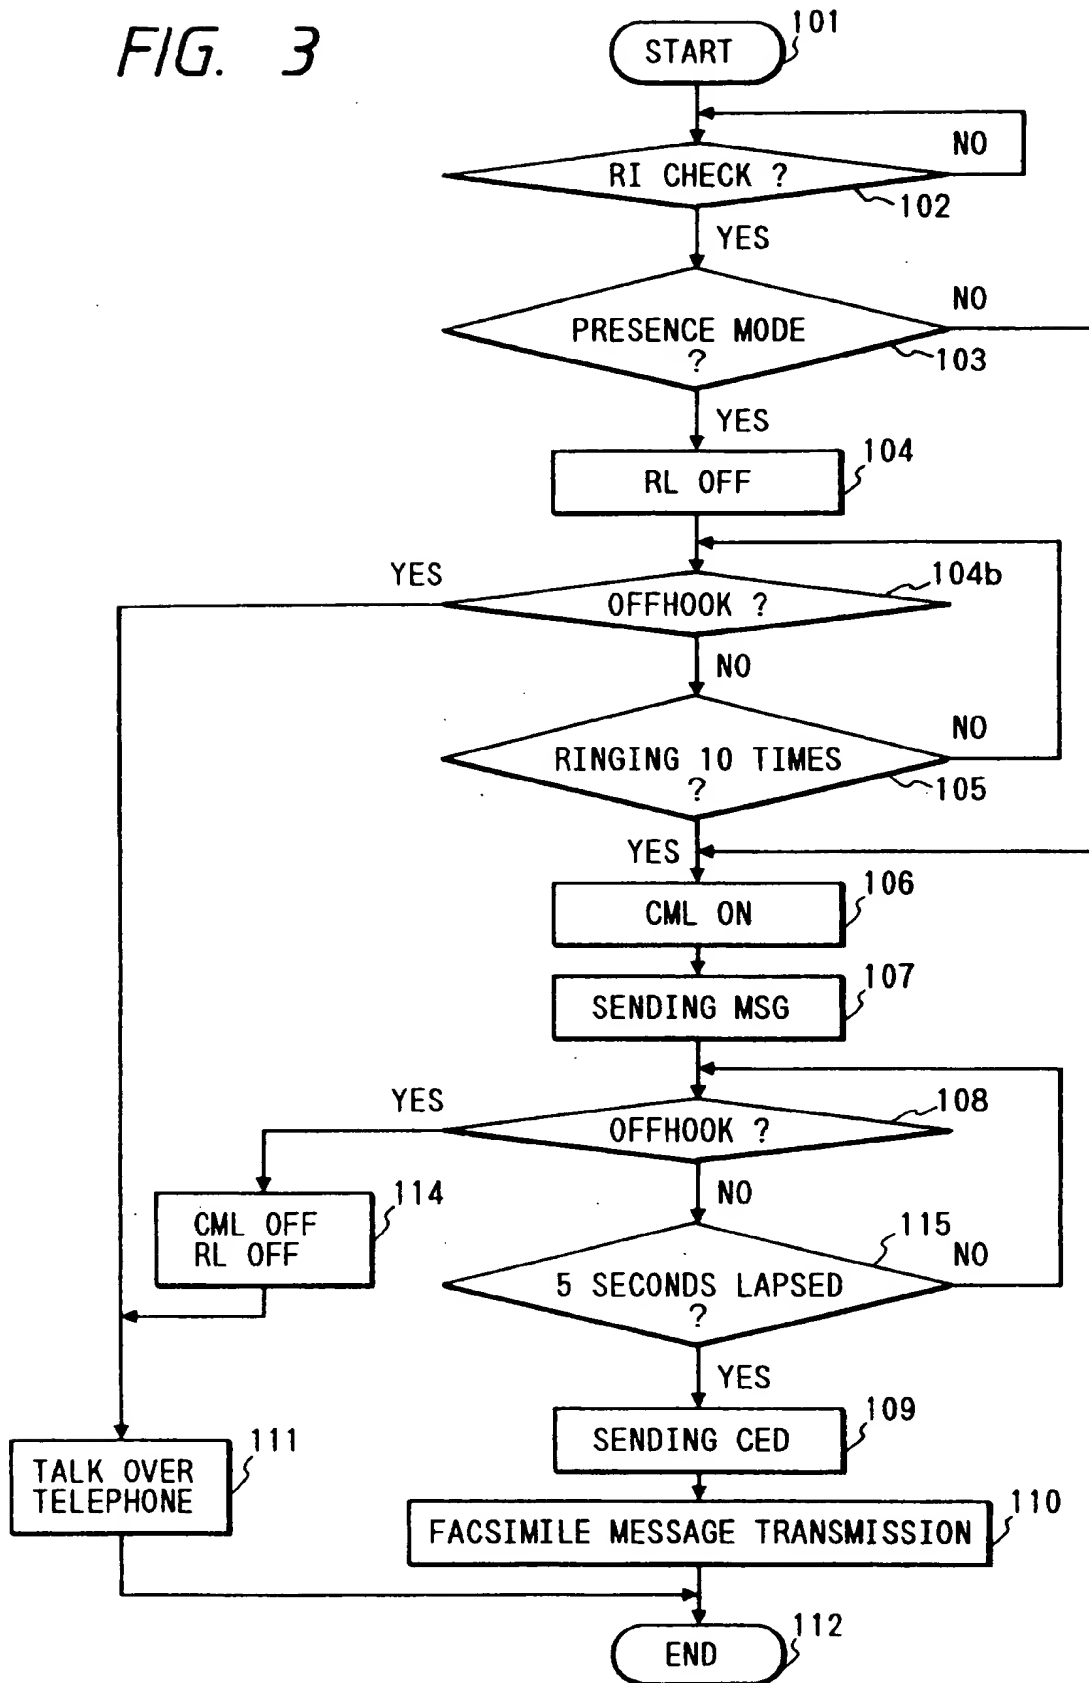 FIG. 3
START
101
NO
RI CHECK ?
102
YES
NO
PRESENCE MODE
?
103
YES
104
RL OFF
YES
104b
OFFHOOK ?
NO
NO
RINGING 10 TIMES
?
105
YES
106
CML ON
107
SENDING MSG
YES
108
OFFHOOK ?
114
NO
CML OFF
RL OFF
115
NO
5 SECONDS LAPSED
?
YES
109
SENDING CED
111
TALK OVER
TELEPHONE
110
FACSIMILE MESSAGE TRANSMISSION
112
END